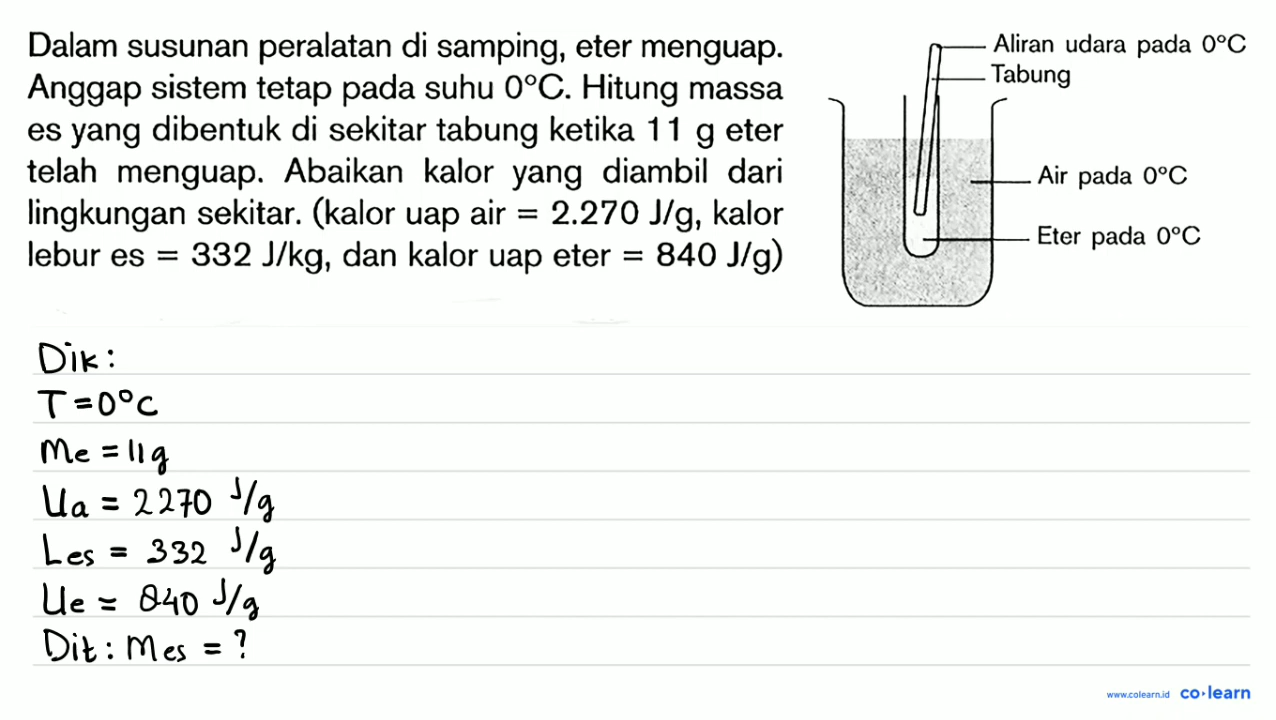 Dalam susunan peralatan di samping, eter menguap.
Anggap sistem tetap pada suhu 0°C. Hitung massa
es yang dibentuk di sekitar tabung ketika 11 g eter
telah menguap. Abaikan kalor yang diambil dari
lingkungan sekitar. (kalor uap air = 2.270 J/g, kalor
lebur es = 332 J/kg, dan kalor uap eter = 840 J/g)
Aliran udara pada 0°C
Tabung
Air pada 0°C
Eter pada 0°C
Dik:
T = 0°C
Me = 11 g
Ua = 2270 J/g
Les = 332 J/g
Ue = 840 J/g
Dit: Mes = ?
www.colearn.id co·learn